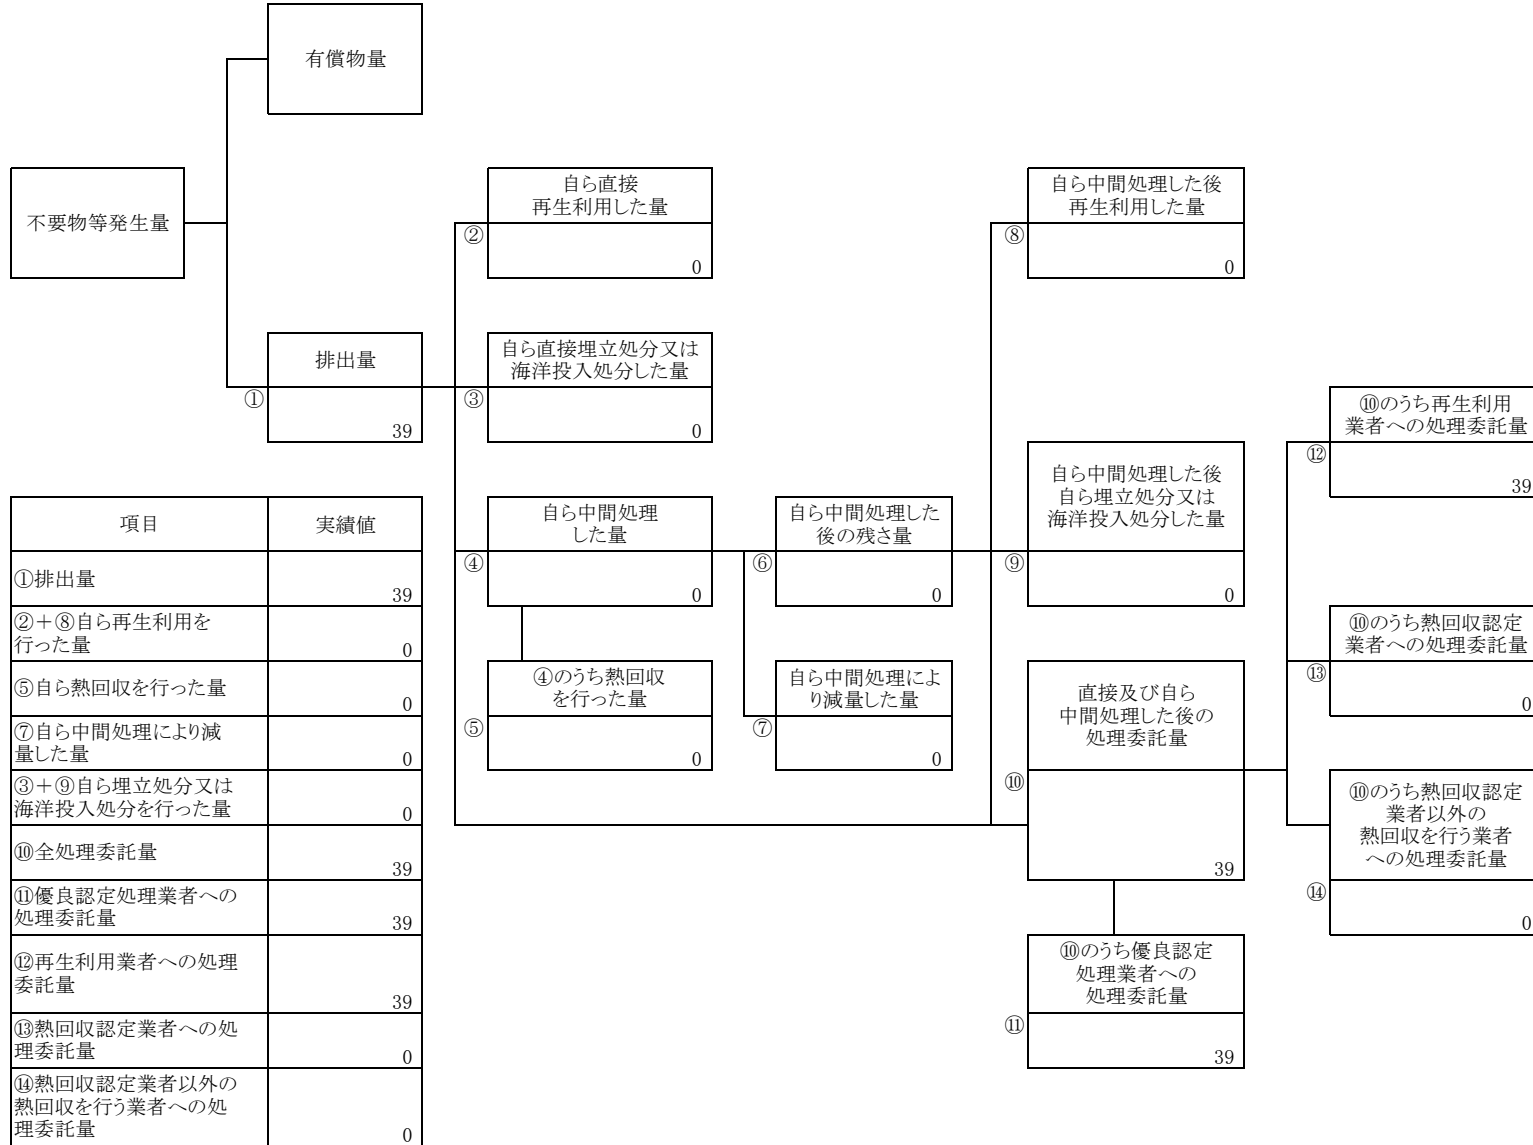 有償物量
不要物等発生量
自ら直接
再生利用した量
②
0
自ら中間処理した後
再生利用した量
⑧
0
排出量
①
39
自ら直接埋立処分又は
海洋投入処分した量
③
0
⑩のうち再生利用
業者への処理委託量
⑫
39
自ら中間処理
した量
④
0
自ら中間処理した
後の残さ量
⑥
0
自ら中間処理した後
自ら埋立処分又は
海洋投入処分した量
⑨
0
⑩のうち熱回収認定
業者への処理委託量
⑬
0
④のうち熱回収
を行った量
⑤
0
自ら中間処理によ
り減量した量
⑦
0
直接及び自ら
中間処理した後の
処理委託量
⑩
39
⑩のうち熱回収認定
業者以外の
熱回収を行う業者
への処理委託量
⑭
0
⑩のうち優良認定
処理業者への
処理委託量
⑪
39
項目 実績値
①排出量
39
②+⑧自ら再生利用を
行った量
0
⑤自ら熱回収を行った量
0
⑦自ら中間処理により減
量した量
0
③+⑨自ら埋立処分又は
海洋投入処分を行った量
0
⑩全処理委託量
39
⑪優良認定処理業者への
処理委託量
39
⑫再生利用業者への処理
委託量
39
⑬熱回収認定業者への処
理委託量
0
⑭熱回収認定業者以外の
熱回収を行う業者への処
理委託量
0